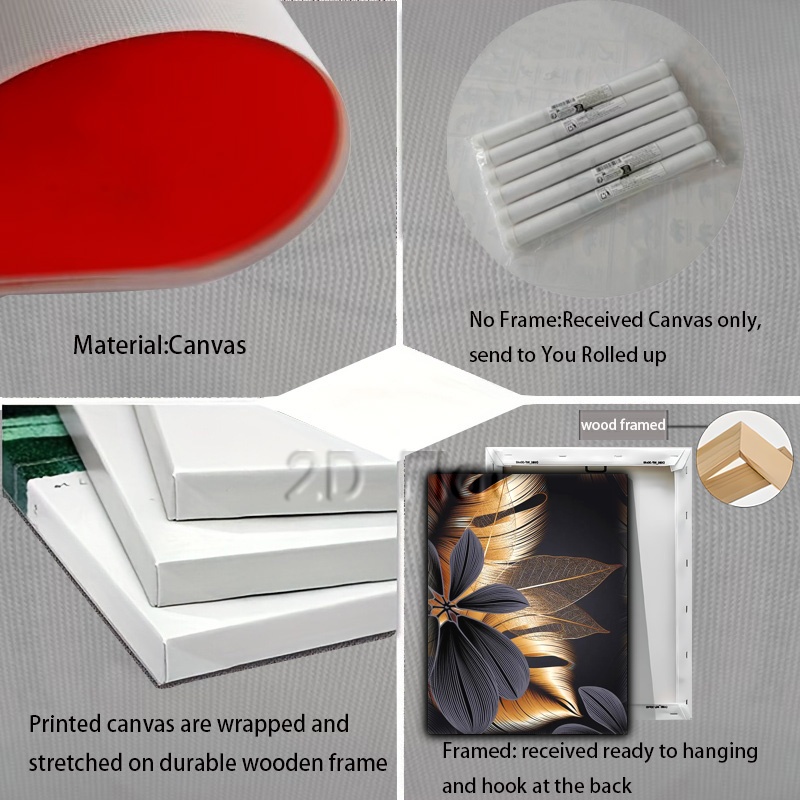 Material:Canvas
No Frame:Received Canvas only,
send to You Rolled up
wood framed
2D
Printed canvas are wrapped and
stretched on durable wooden frame
Framed: received ready to hanging
and hook at the back